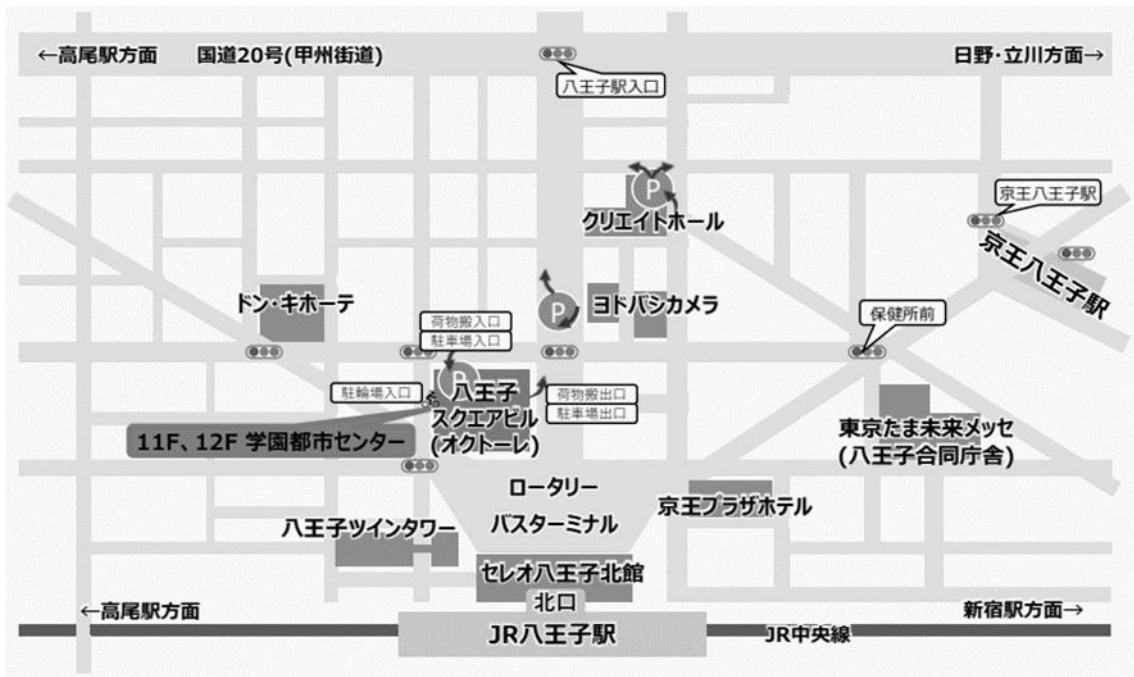 ←高尾駅方面
国道20号(甲州街道)
日野・立川方面→
八王子駅入口
P
クリエイトホール
京王八王子駅
京王八王子駅
ドン・キホーテ
P
ヨドバシカメラ
保健所前
荷物搬入口
駐車場入口
P
駐輪場入口
八王子
スクエアビル
(オクトーレ)
荷物搬出口
駐車場出口
11F、12F 学園都市センター
東京たま未来メッセ
(八王子合同庁舎)
ロータリー
バスターミナル
京王プラザホテル
八王子ツインタワー
セレオ八王子北館
北口
←高尾駅方面
新宿駅方面→
JR八王子駅
JR中央線